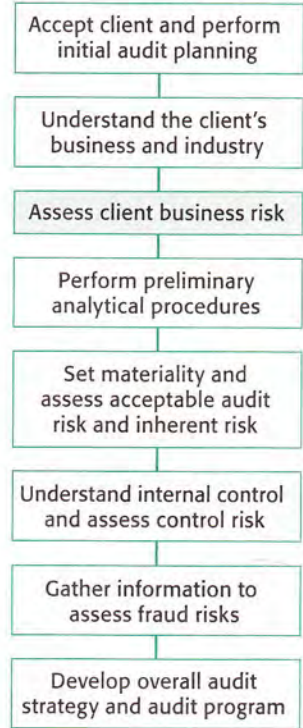 Accept client and perform
initial audit planning
Understand the client's
business and industry
Assess client business risk
Perform preliminary
analytical procedures
Set materiality and
assess acceptable audit
risk and inherent risk
Understand internal control
and assess control risk
Gather information to
assess fraud risks
Develop overall audit
strategy and audit program